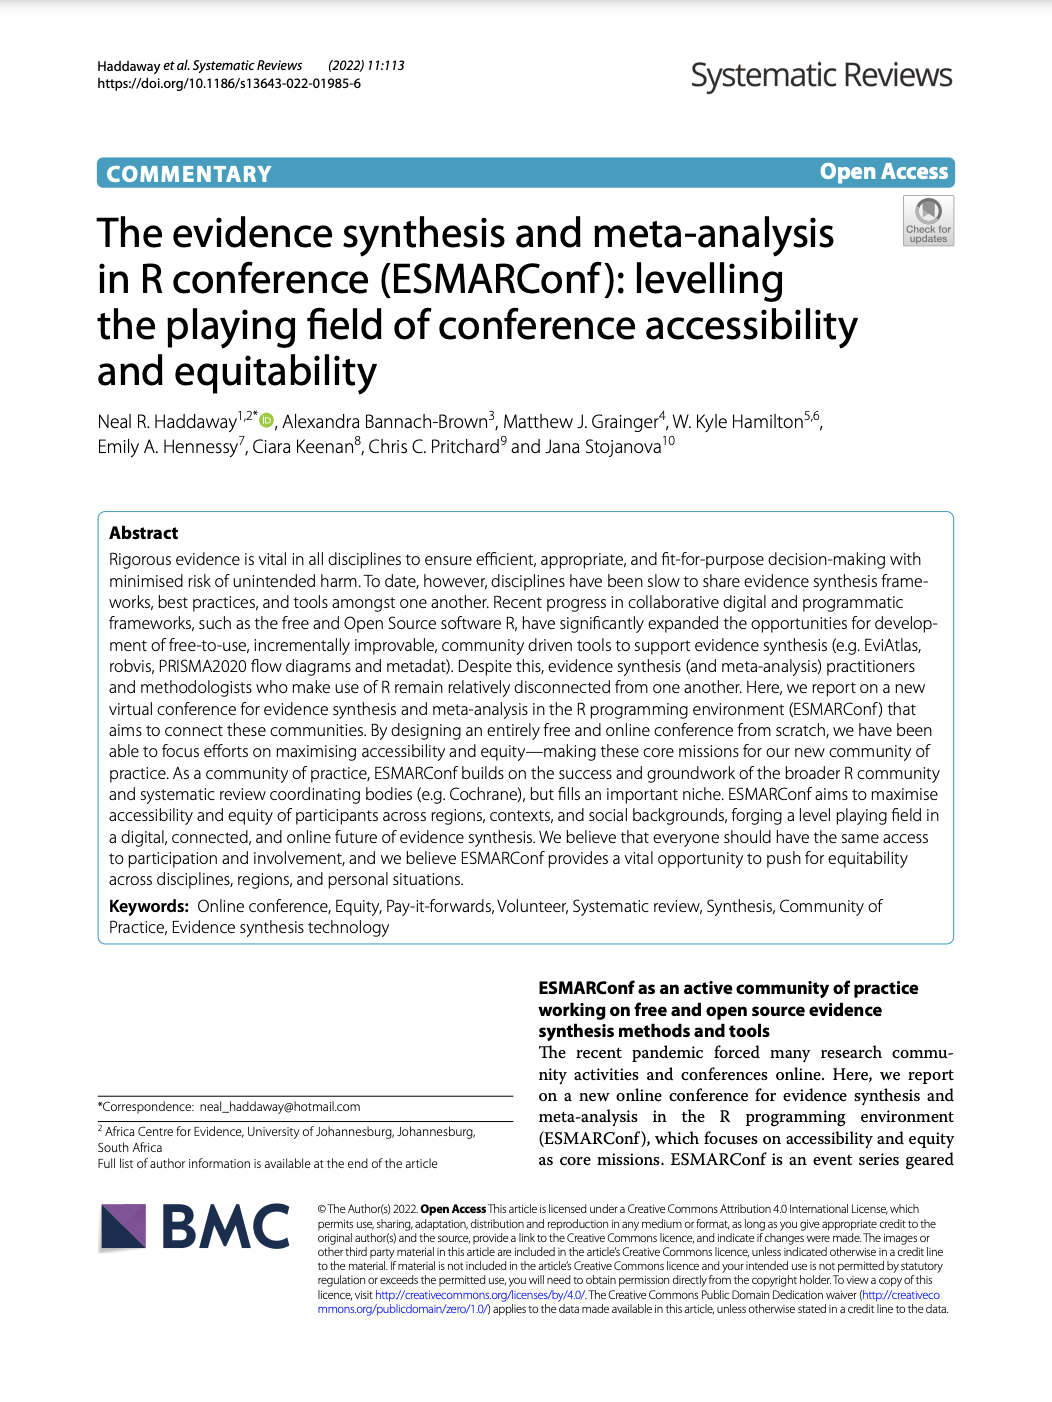 Haddaway et al. Systematic Reviews (2022) 11:113
https://doi.org/10.1186/s13643-022-01985-6
Systematic Reviews
COMMENTARY
Open Access
Check for
updates
The evidence synthesis and meta-analysis
in R conference (ESMARConf): levelling
the playing field of conference accessibility
and equitability
Neal R. Haddaway1,2* iD, Alexandra Bannach-Brown3, Matthew J. Grainger4, W. Kyle Hamilton5,6,
Emily A. Hennessy7, Ciara Keenan8, Chris C. Pritchard9 and Jana Stojanova10
Abstract
Rigorous evidence is vital in all disciplines to ensure efficient, appropriate, and fit-for-purpose decision-making with
minimised risk of unintended harm. To date, however, disciplines have been slow to share evidence synthesis frame-
works, best practices, and tools amongst one another. Recent progress in collaborative digital and programmatic
frameworks, such as the free and Open Source software R, have significantly expanded the opportunities for develop-
ment of free-to-use, incrementally improvable, community driven tools to support evidence synthesis (e.g. EviAtlas,
robvis, PRISMA2020 flow diagrams and metadat). Despite this, evidence synthesis (and meta-analysis) practitioners
and methodologists who make use of R remain relatively disconnected from one another. Here, we report on a new
virtual conference for evidence synthesis and meta-analysis in the R programming environment (ESMARConf) that
aims to connect these communities. By designing an entirely free and online conference from scratch, we have been
able to focus efforts on maximising accessibility and equity—making these core missions for our new community of
practice. As a community of practice, ESMARConf builds on the success and groundwork of the broader R community
and systematic review coordinating bodies (e.g. Cochrane), but fills an important niche. ESMARConf aims to maximise
accessibility and equity of participants across regions, contexts, and social backgrounds, forging a level playing field in
a digital, connected, and online future of evidence synthesis. We believe that everyone should have the same access
to participation and involvement, and we believe ESMARConf provides a vital opportunity to push for equitability
across disciplines, regions, and personal situations.
Keywords: Online conference, Equity, Pay-it-forwards, Volunteer, Systematic review, Synthesis, Community of
Practice, Evidence synthesis technology
*Correspondence: neal_haddaway@hotmail.com
2 Africa Centre for Evidence, University of Johannesburg, Johannesburg,
South Africa
Full list of author information is available at the end of the article
ESMARConf as an active community of practice
working on free and open source evidence
synthesis methods and tools
The recent pandemic forced many research commu-
nity activities and conferences online. Here, we report
on a new online conference for evidence synthesis and
meta-analysis in the R programming environment
(ESMARConf), which focuses on accessibility and equity
as core missions. ESMARConf is an event series geared
BMC
© The Author(s) 2022. Open Access This article is licensed under a Creative Commons Attribution 4.0 International License, which
permits use, sharing, adaptation, distribution and reproduction in any medium or format, as long as you give appropriate credit to the
original author(s) and the source, provide a link to the Creative Commons licence, and indicate if changes were made. The images or
other third party material in this article are included in the article's Creative Commons licence, unless indicated otherwise in a credit line
to the material. If material is not included in the article's Creative Commons licence and your intended use is not permitted by statutory
regulation or exceeds the permitted use, you will need to obtain permission directly from the copyright holder. To view a copy of this
licence, visit http://creativecommons.org/licenses/by/4.0/. The Creative Commons Public Domain Dedication waiver (http://creativeco
mmons.org/publicdomain/zero/1.0/) applies to the data made available in this article, unless otherwise stated in a credit line to the data.